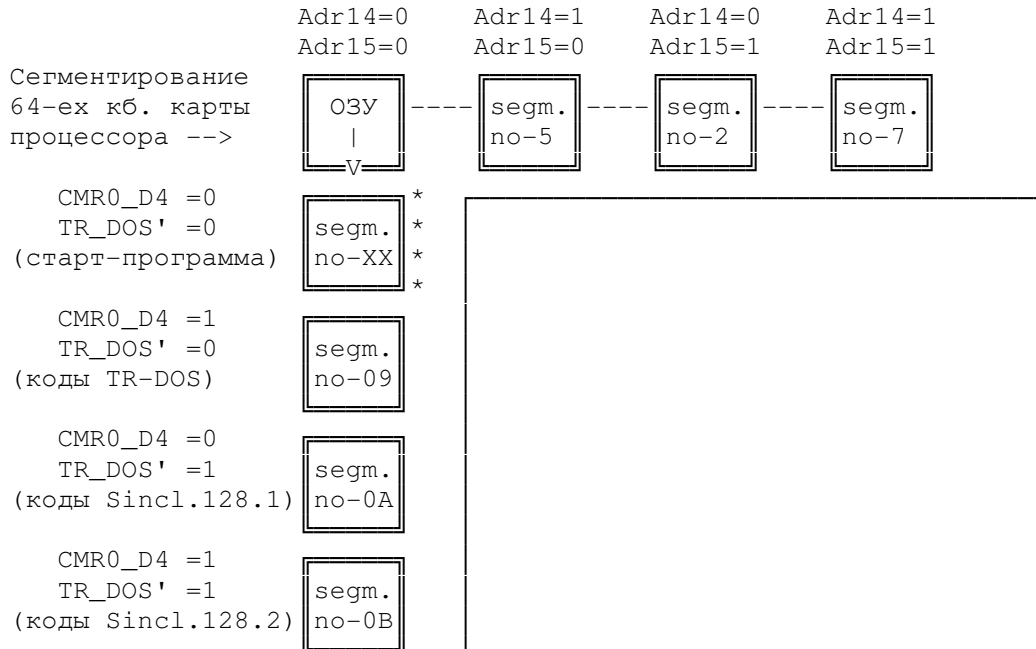 Adr14=0 Adr14=1 Adr14=0 Adr14=1
Adr15=0 Adr15=0 Adr15=1 Adr15=1
Сегментирование
64-ех кб. карты ОЗУ ---- segm. ---- segm. ---- segm.
процессора --> | no-5 no-2 no-7
V
CMR0_D4 =0 *
TR_DOS' =0 segm. *
(старт-программа) no-XX *
*
CMR0_D4 =1
TR_DOS' =0 segm.
(коды TR-DOS) no-09
CMR0_D4 =0
TR_DOS' =1 segm.
(коды Sincl.128.1) no-0A
CMR0_D4 =1
TR_DOS' =1 segm.
(коды Sincl.128.2) no-0B